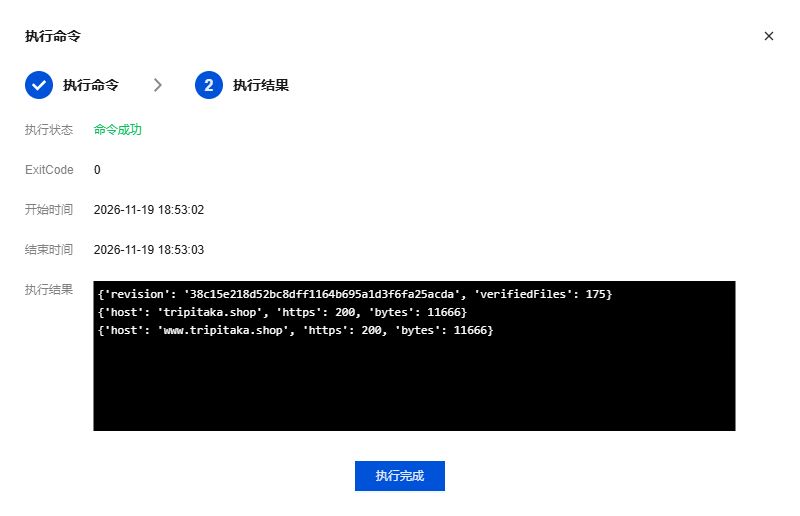 执行命令
执行命令
2 执行结果
执行状态 命令成功
ExitCode 0
开始时间 2026-11-19 18:53:02
结束时间 2026-11-19 18:53:03
执行结果
{'revision': '38c15e218d52bc8dff1164b695a1d3f6fa25acda', 'verifiedFiles': 175}
{'host': 'tripitaka.shop', 'https': 200, 'bytes': 11666}
{'host': 'www.tripitaka.shop', 'https': 200, 'bytes': 11666}
执行完成